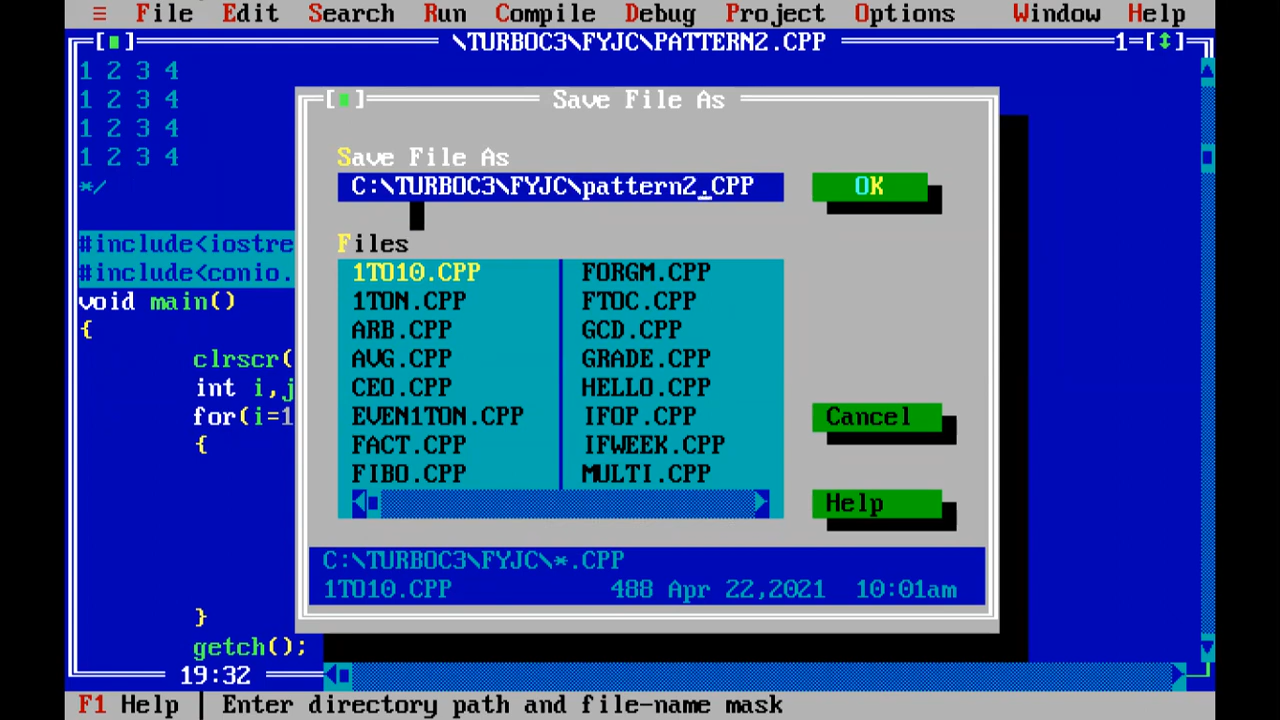 ≡ File Edit Search Run Compile Debug Project Options Window Help
[■] \TURBOC3\FYJC\PATTERN2.CPP 1=[↕]
1 2 3 4
1 2 3 4
1 2 3 4
1 2 3 4
*/
#include<iostre
#include<conio.
void main()
{
clrscr(
int i,j
for(i=1
{
}
getch();
19:32
[■] Save File As
Save File As
C:\TURBOC3\FYJC\pattern2.CPP
OK
Files
1TO10.CPP FORGM.CPP
1TON.CPP FTOC.CPP
ARB.CPP GCD.CPP
AVG.CPP GRADE.CPP
CEO.CPP HELLO.CPP
EVEN1TON.CPP IFOP.CPP
FACT.CPP IFWEEK.CPP
FIBO.CPP MULTI.CPP
Cancel
Help
C:\TURBOC3\FYJC\*.CPP
1TO10.CPP 488 Apr 22,2021 10:01am
F1 Help │ Enter directory path and file-name mask